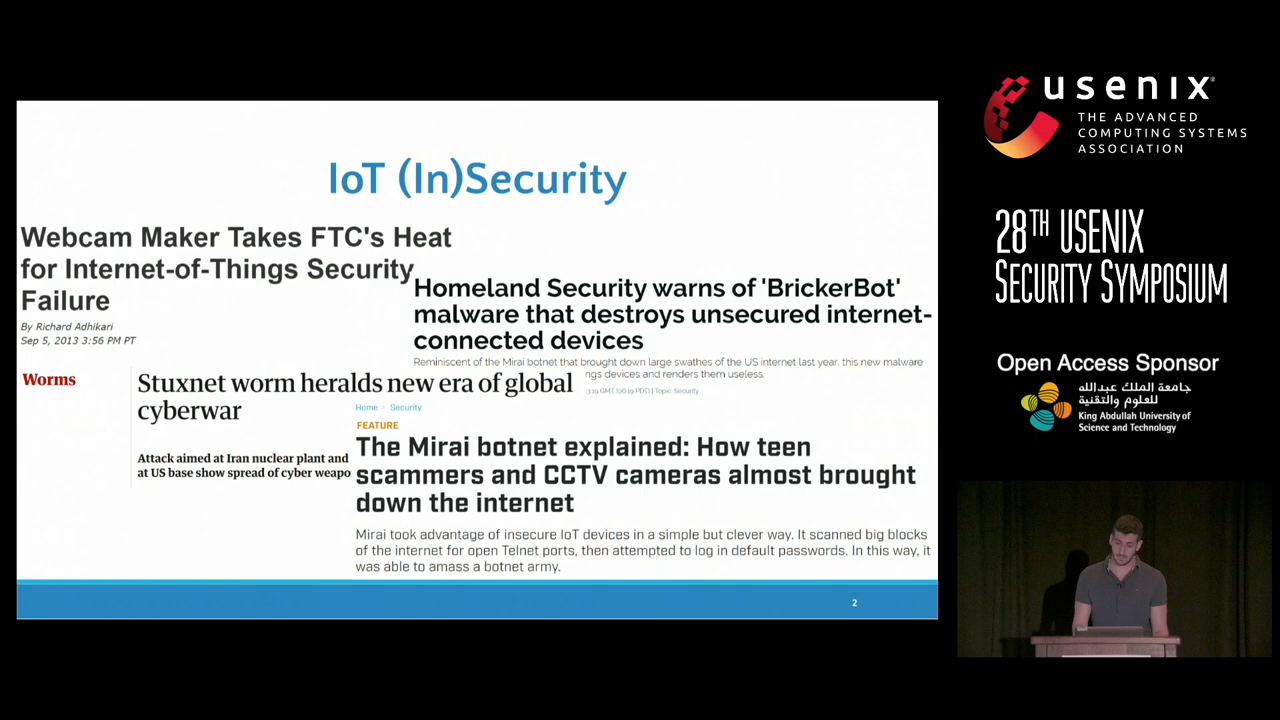 IoT (In)Security
Webcam Maker Takes FTC's Heat
for Internet-of-Things Security
Failure
By Richard Adhikari
Sep 5, 2013 3:56 PM PT
Homeland Security warns of 'BrickerBot'
malware that destroys unsecured internet-
connected devices
Reminiscent of the Mirai botnet that brought down large swathes of the US internet last year, this new malware
ngs devices and renders them useless.
:19 GMT (06:19 PDT) | Topic: Security
Worms
Stuxnet worm heralds new era of global
cyberwar
Attack aimed at Iran nuclear plant and
at US base show spread of cyber weapo
Home > Security
FEATURE
The Mirai botnet explained: How teen
scammers and CCTV cameras almost brought
down the internet
Mirai took advantage of insecure IoT devices in a simple but clever way. It scanned big blocks
of the internet for open Telnet ports, then attempted to log in default passwords. In this way, it
was able to amass a botnet army.
2
usenix
THE ADVANCED
COMPUTING SYSTEMS
ASSOCIATION
28TH USENIX
SECURITY SYMPOSIUM
Open Access Sponsor
جامعة الملك عبدالله
للعلوم والتقنية
King Abdullah University of
Science and Technology